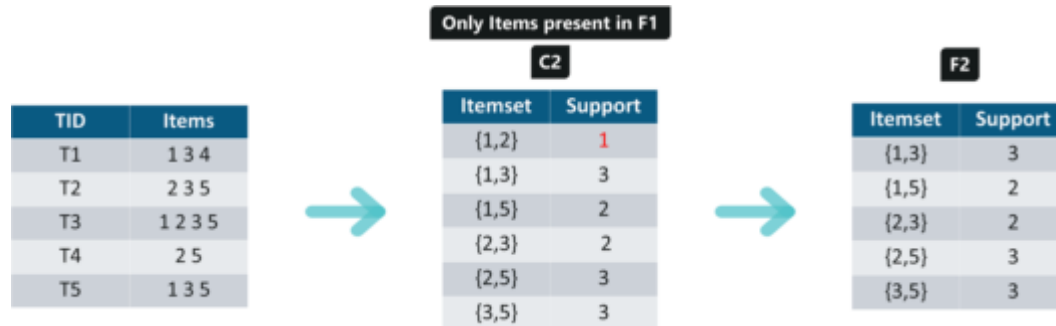 Only Items present in F1
C2
F2
TID Items
T1 1 3 4
T2 2 3 5
T3 1 2 3 5
T4 2 5
T5 1 3 5
Itemset Support
{1,2} 1
{1,3} 3
{1,5} 2
{2,3} 2
{2,5} 3
{3,5} 3
Itemset Support
{1,3} 3
{1,5} 2
{2,3} 2
{2,5} 3
{3,5} 3